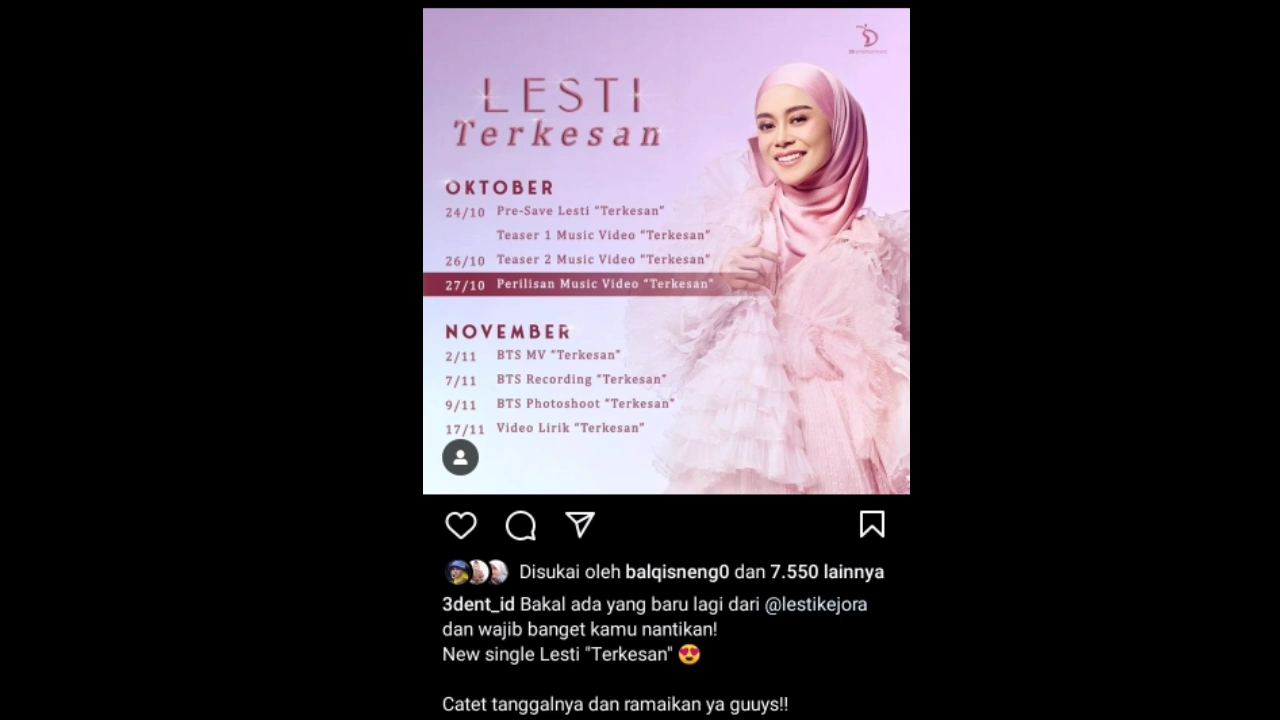 LESTI
Terkesan
OKTOBER
24/10 Pre-Save Lesti “Terkesan”
Teaser 1 Music Video “Terkesan”
26/10 Teaser 2 Music Video “Terkesan”
27/10 Perilisan Music Video “Terkesan”
NOVEMBER
2/11 BTS MV “Terkesan”
7/11 BTS Recording “Terkesan”
9/11 BTS Photoshoot “Terkesan”
17/11 Video Lirik “Terkesan”
Disukai oleh balqisneng0 dan 7.550 lainnya
3dent_id Bakal ada yang baru lagi dari @lestikejora
dan wajib banget kamu nantikan!
New single Lesti "Terkesan" 😍
Catet tanggalnya dan ramaikan ya guuys!!